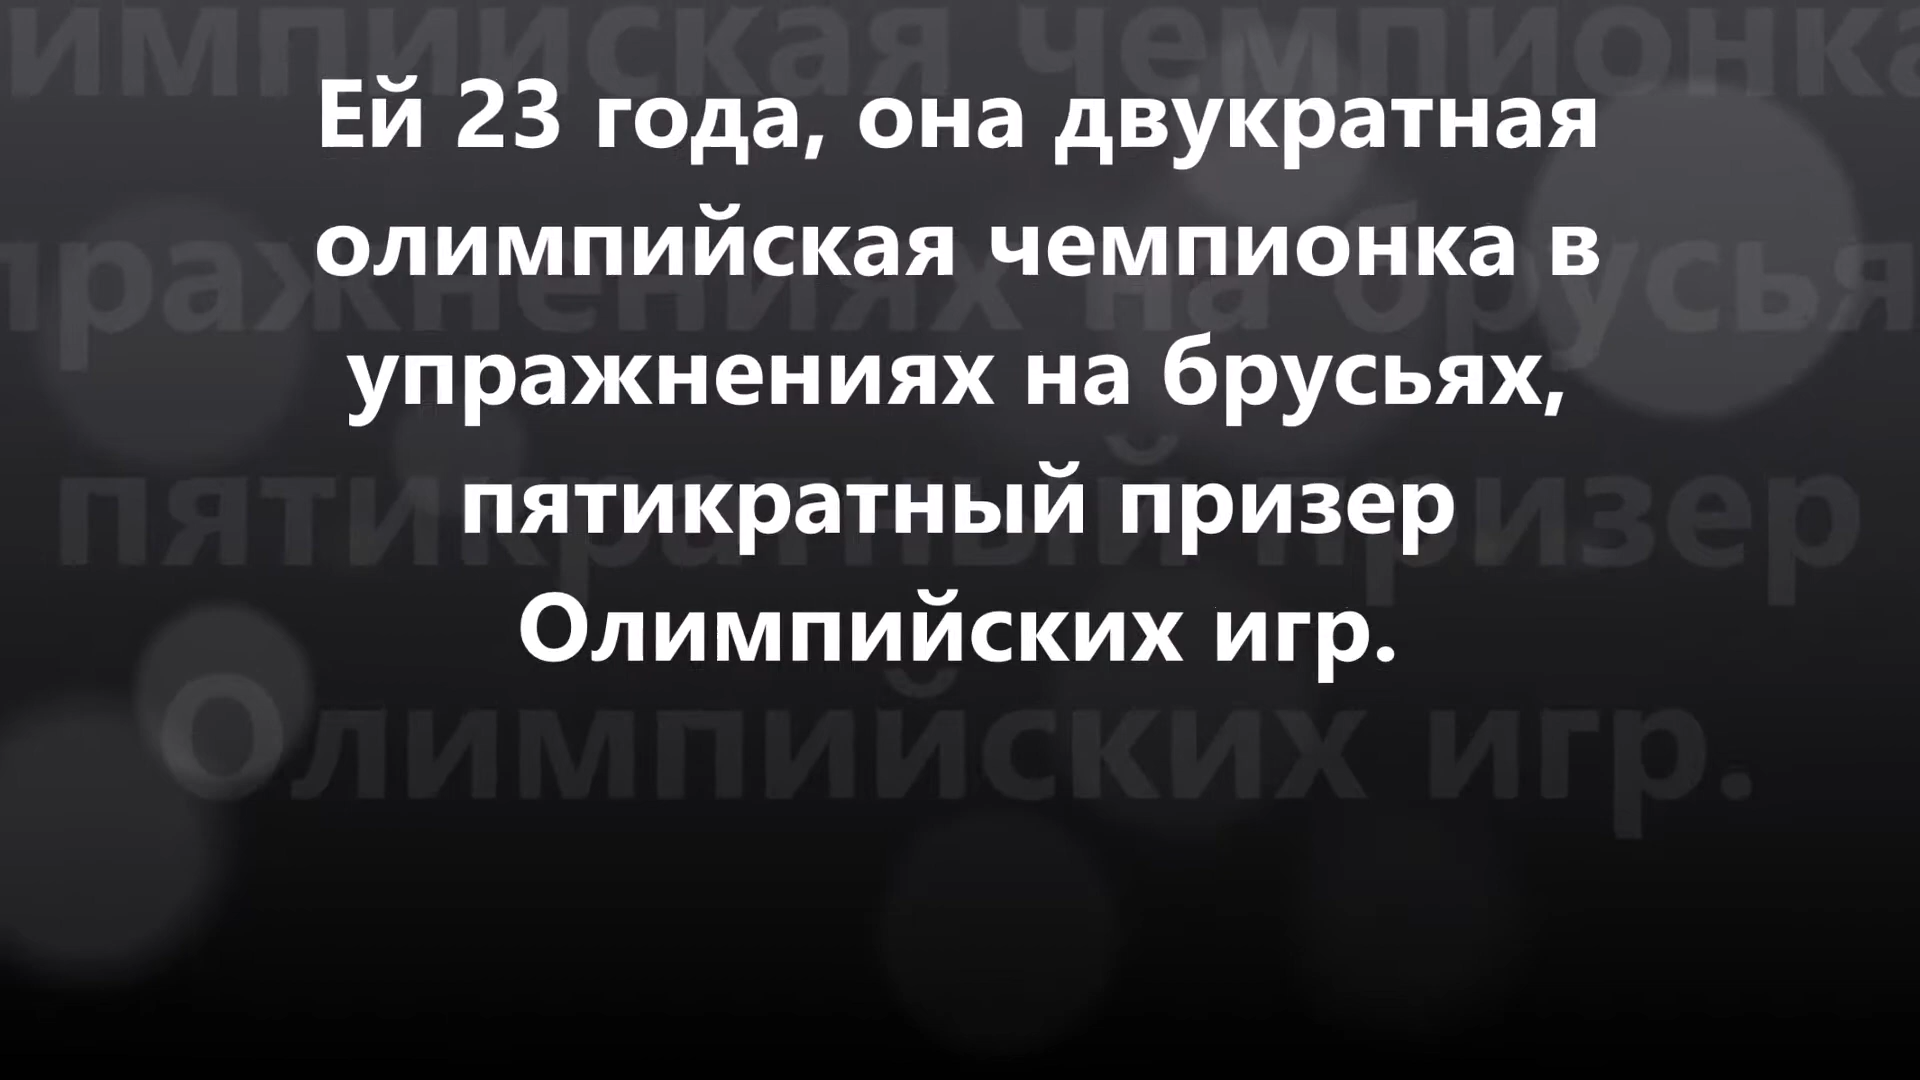 Ей 23 года, она двукратная
олимпийская чемпионка в
упражнениях на брусьях,
пятикратный призер
Олимпийских игр.